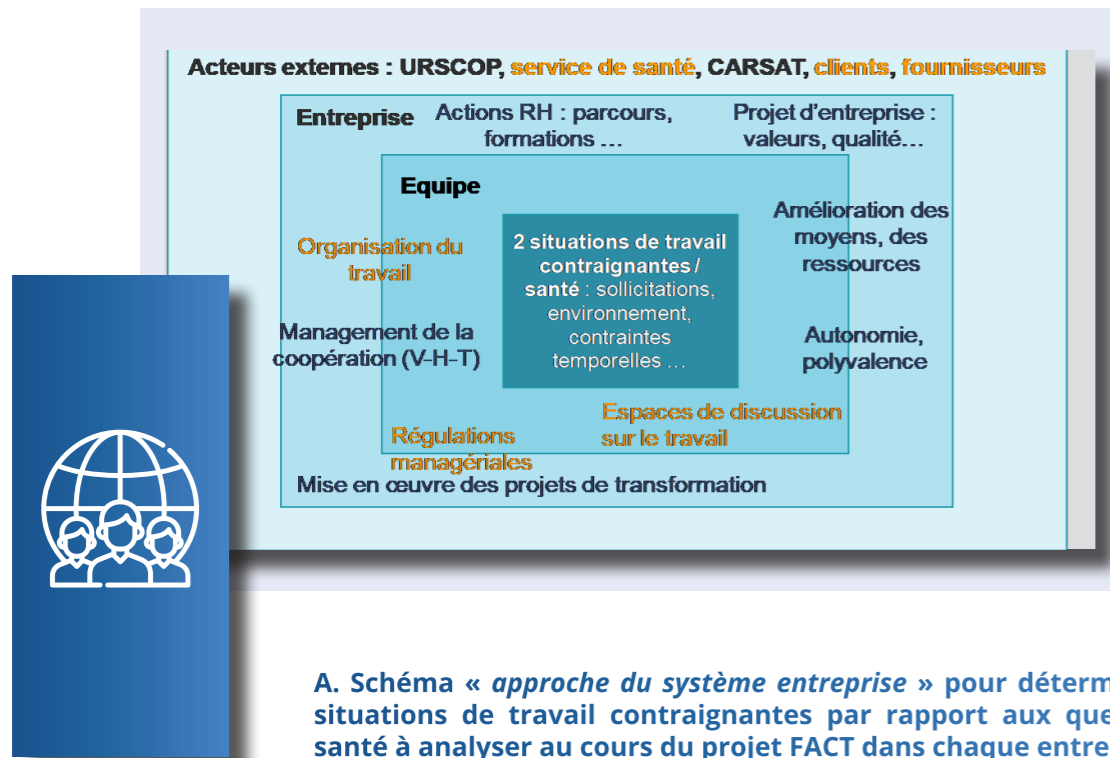 Acteurs externes : URSCOP, service de santé, CARSAT, clients, fournisseurs
Entreprise
Actions RH : parcours,
formations ...
Projet d'entreprise :
valeurs, qualité...
Equipe
Amélioration des
moyens, des
ressources
Organisation du
travail
2 situations de travail
contraignantes /
santé : sollicitations,
environnement,
contraintes
temporelles ...
Management de la
coopération (V-H-T)
Autonomie,
polyvalence
Espaces de discussion
sur le travail
Régulations
managériales
Mise en œuvre des projets de transformation
A. Schéma « approche du système entreprise » pour déterm
situations de travail contraignantes par rapport aux que
santé à analyser au cours du projet FACT dans chaque entre